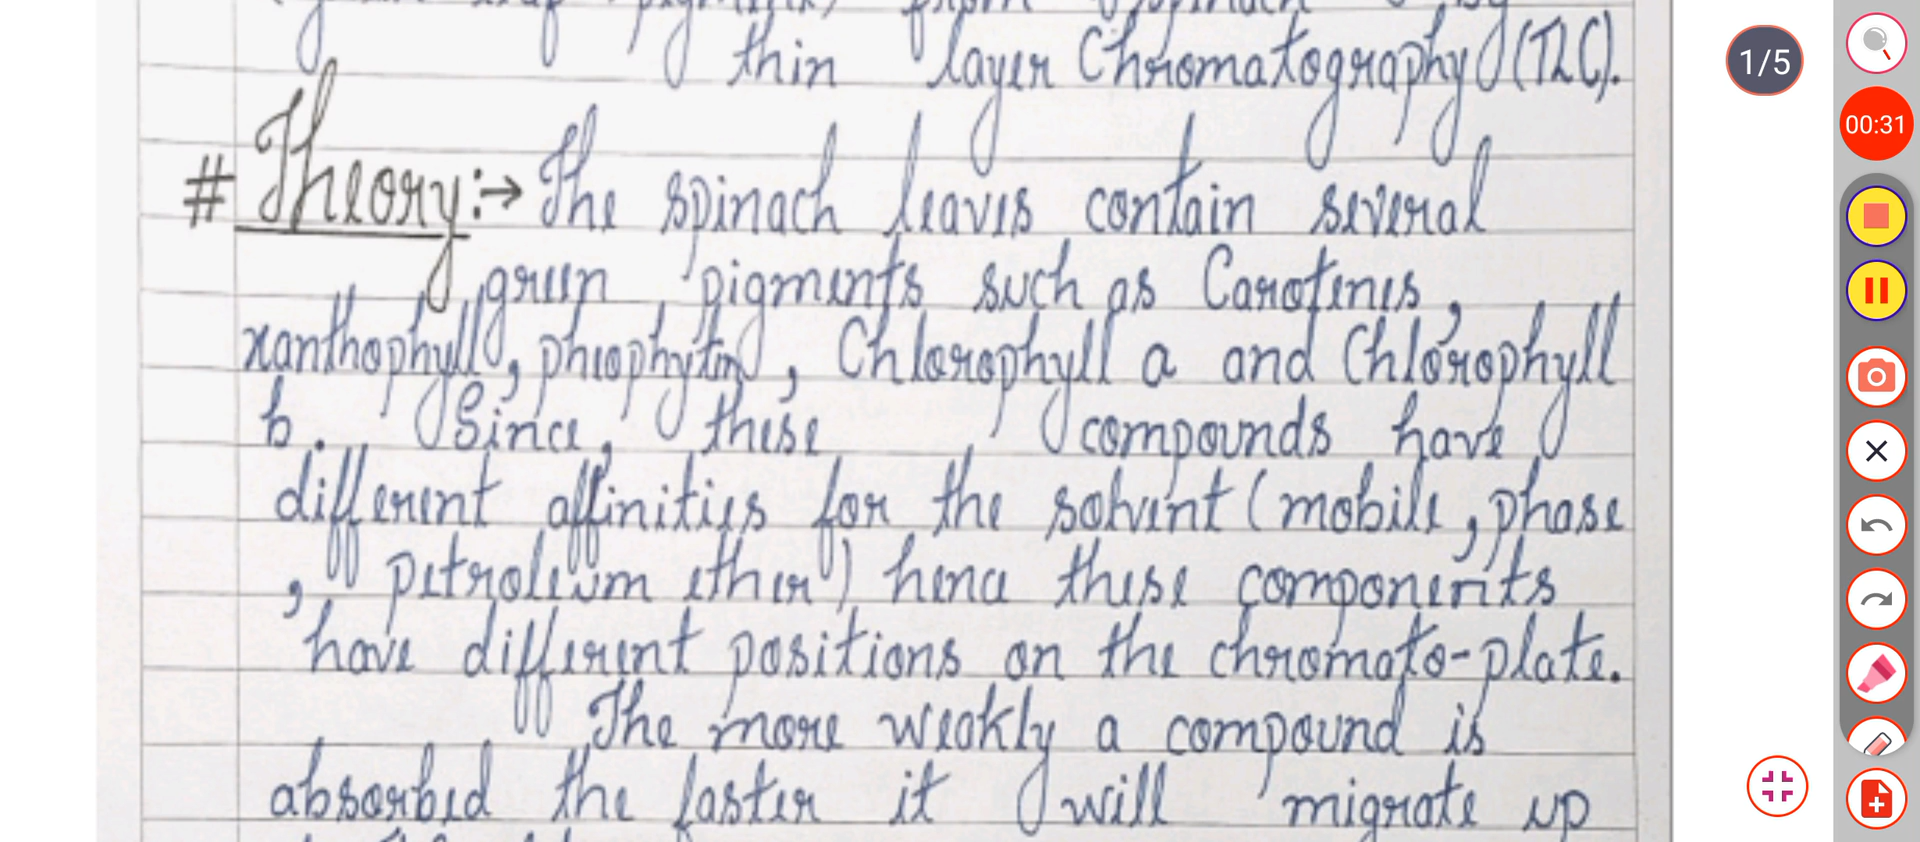 thin layer Chromatography (TLC).
# Theory:→ The spinach leaves contain several
green pigments such as Carotenes,
xanthophyll, pheophytin, Chlorophyll a and Chlorophyll
b. Since, these compounds have
different affinities for the solvent (mobile, phase
, petroleum ether) hence these components
have different positions on the chromato-plate.
The more weakly a compound is
absorbed the faster it will migrate up
1/5
00:31